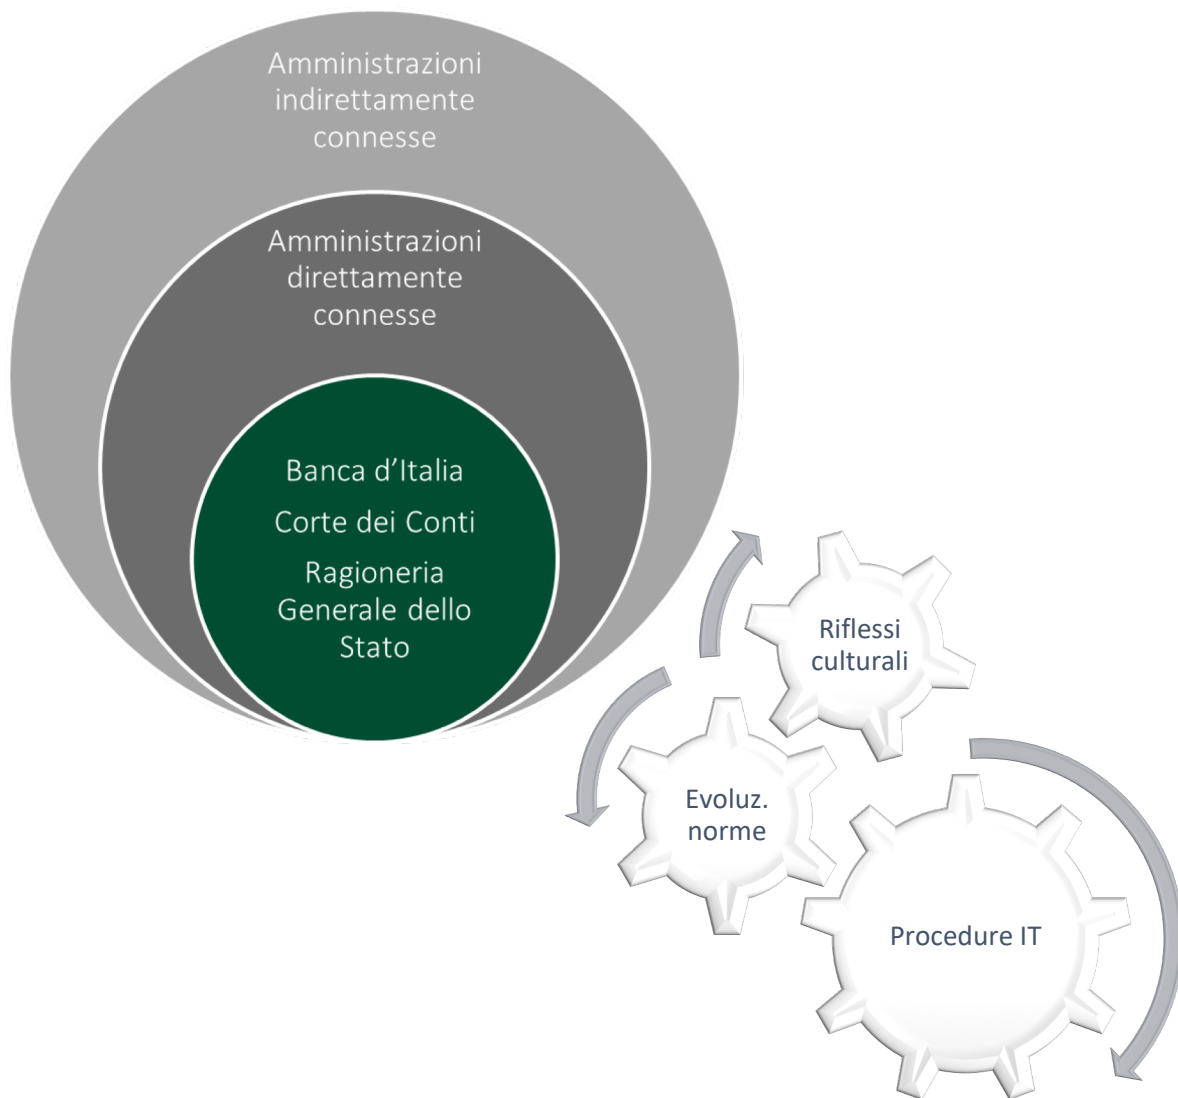 Amministrazioni
indirettamente
connesse
Amministrazioni
direttamente
connesse
Banca d’Italia
Corte dei Conti
Ragioneria
Generale dello
Stato
Riflessi
culturali
Evoluz.
norme
Procedure IT